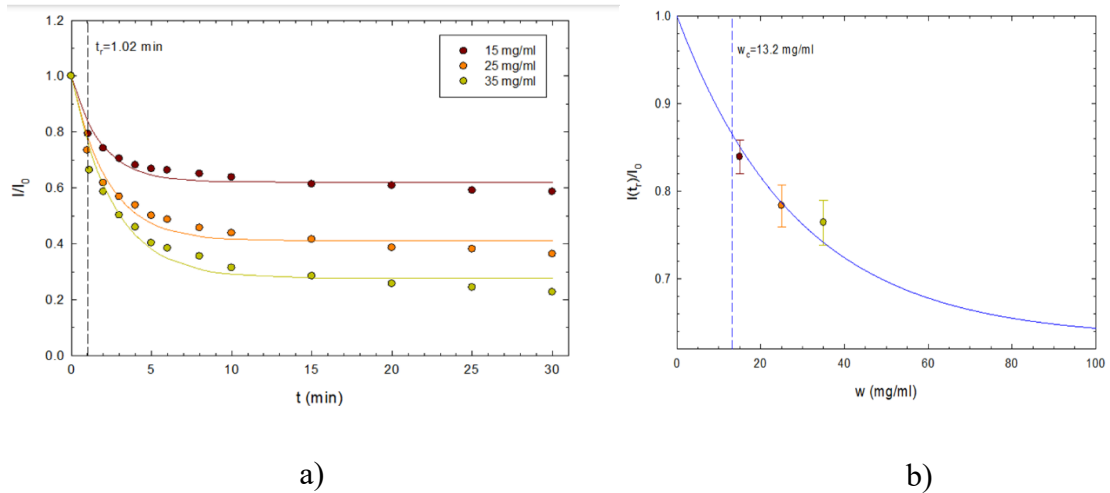 a)
t_r=1.02 min
15 mg/ml
25 mg/ml
35 mg/ml
I/I_0
1.0
0.8
0.6
0.4
0.2
0.0
0 5 10 15 20 25 30
t (min)
b)
w_c=13.2 mg/ml
I(t_r)/I_0
1.0
0.9
0.8
0.7
0 20 40 60 80 100
w (mg/ml)
a)
b)